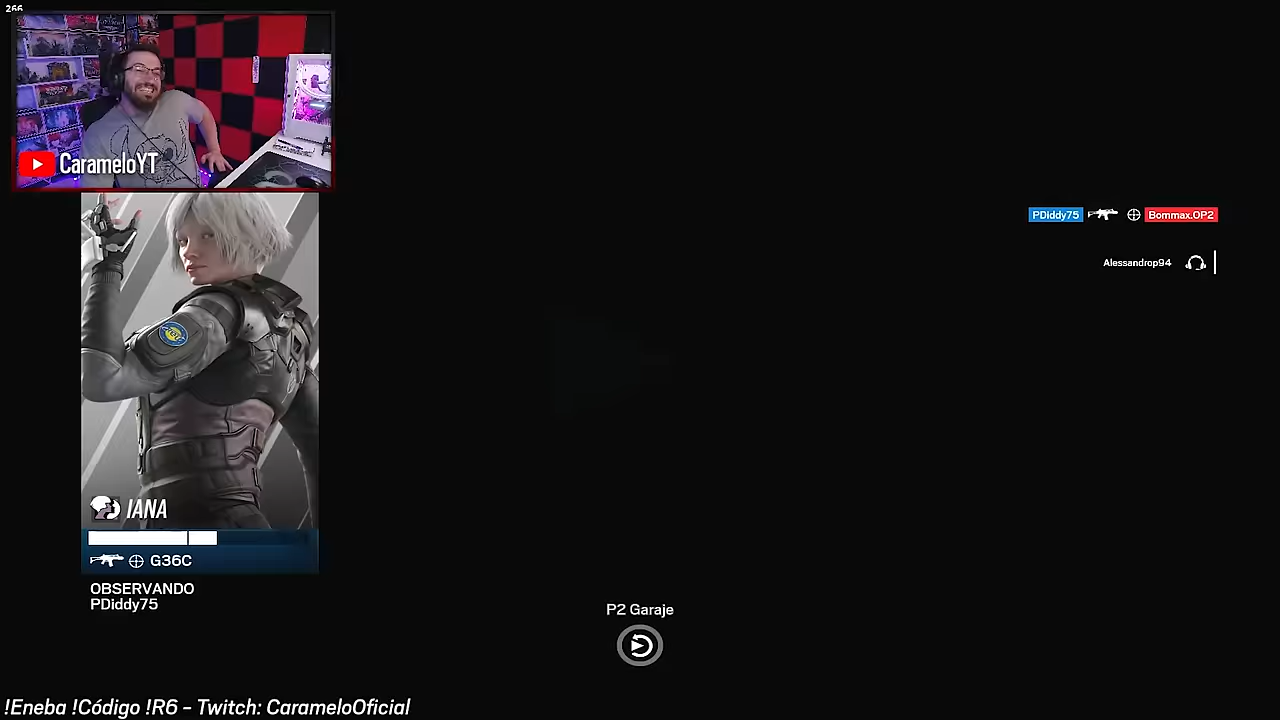 266
CarameloYT
PDiddy75 Bommax.OP2
Alessandrop94
IANA
G36C
OBSERVANDO
PDiddy75
P2 Garaje
!Eneba !Código !R6 - Twitch: CarameloOficial